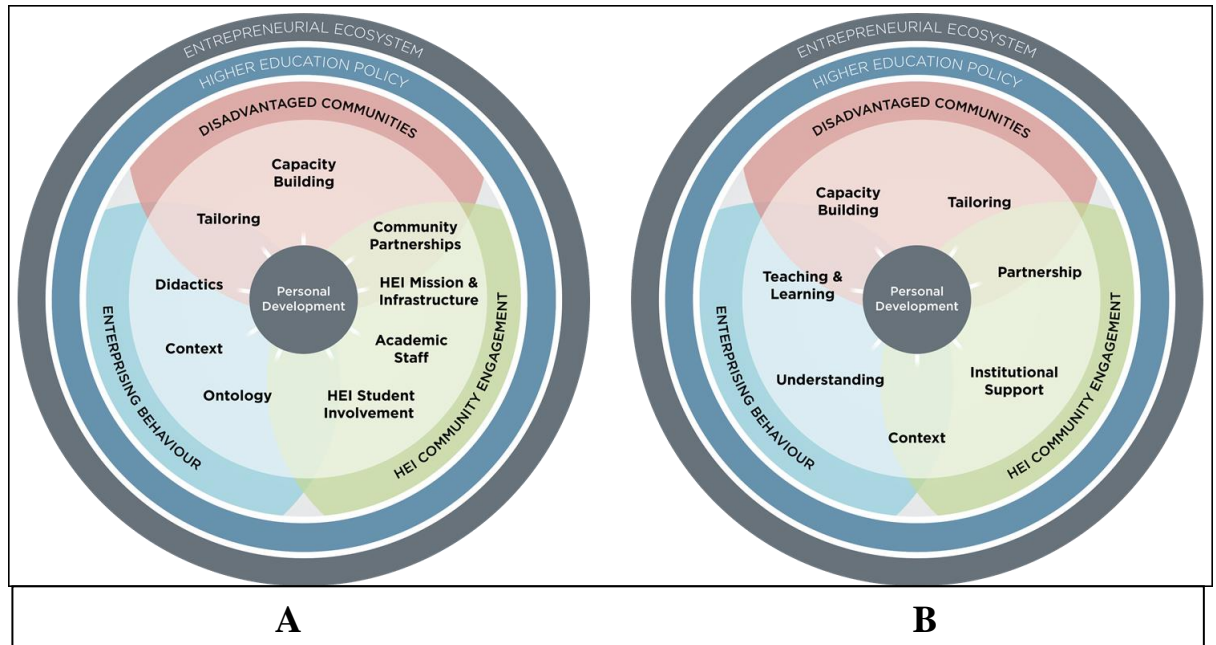 ENTREPRENEURIAL ECOSYSTEM
HIGHER EDUCATION POLICY
DISADVANTAGED COMMUNITIES
Capacity
Building
Tailoring
Community
Partnerships
Didactics
HEI Mission &
Infrastructure
Personal
Development
Context
Academic
Staff
Ontology
HEI Student
Involvement
ENTERPRISING BEHAVIOUR
HEI COMMUNITY ENGAGEMENT
A
ENTREPRENEURIAL ECOSYSTEM
HIGHER EDUCATION POLICY
DISADVANTAGED COMMUNITIES
Capacity
Building
Tailoring
Teaching &
Learning
Partnership
Personal
Development
Understanding
Institutional
Support
Context
ENTERPRISING BEHAVIOUR
HEI COMMUNITY ENGAGEMENT
B